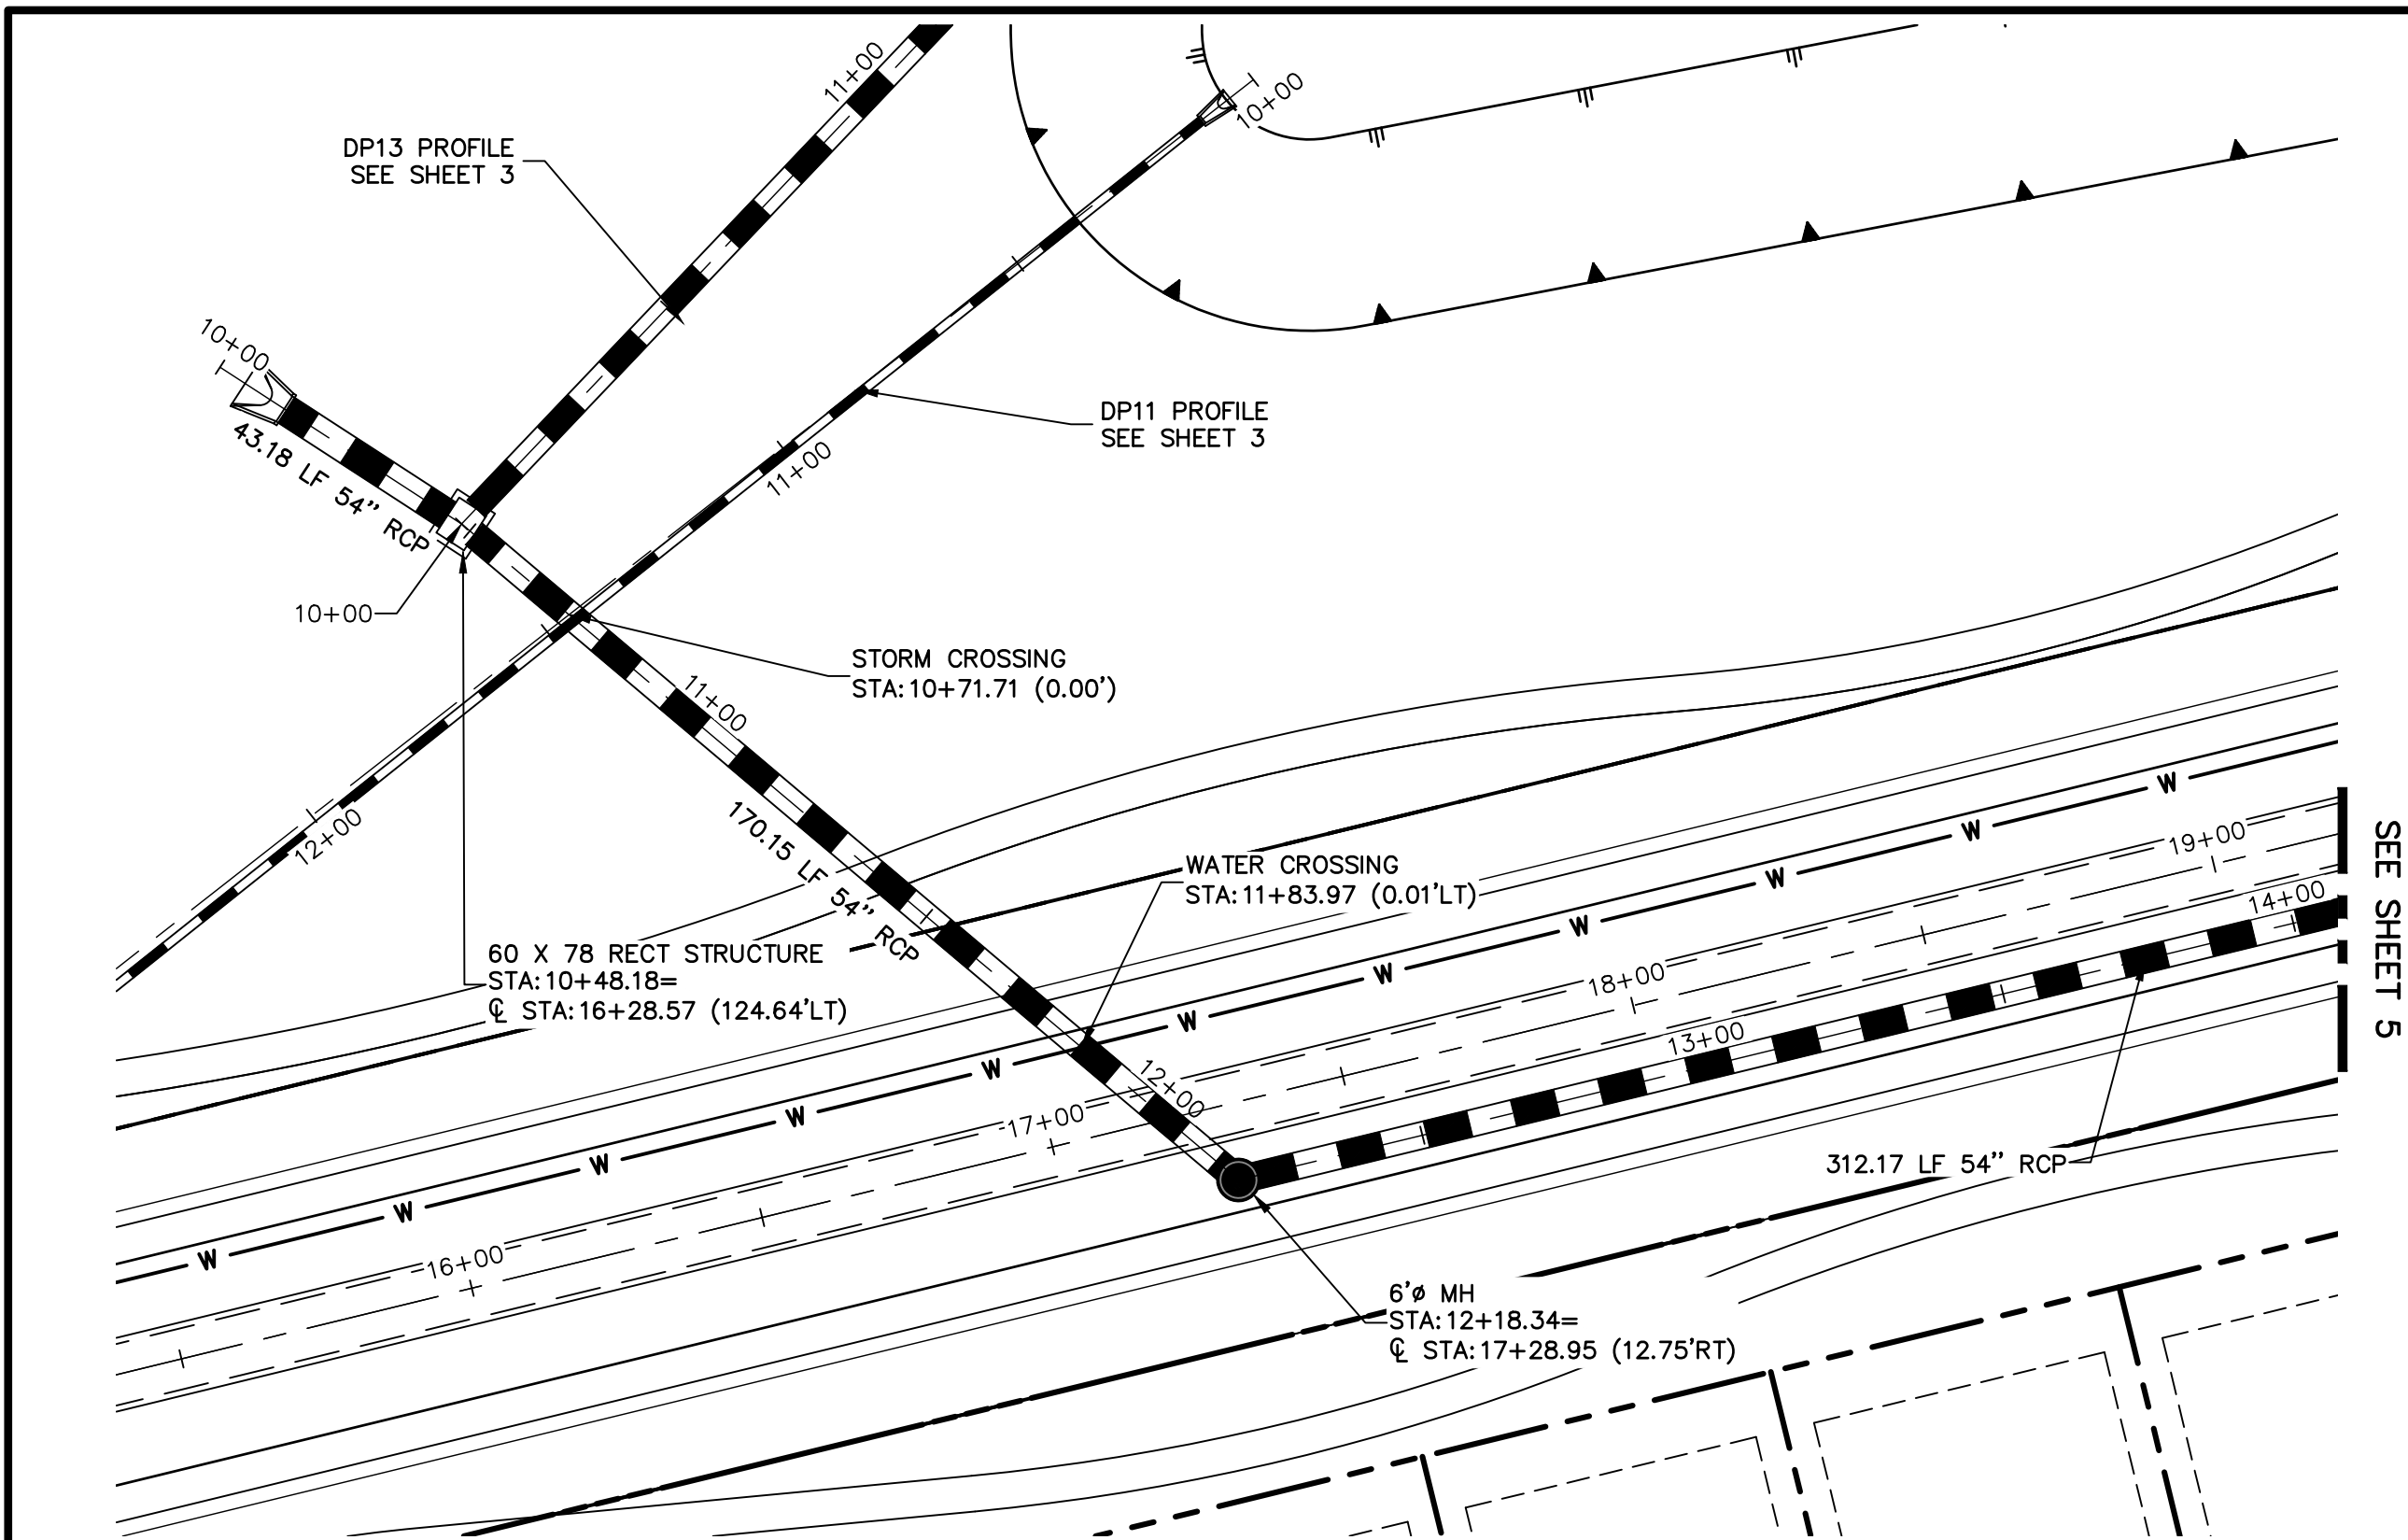 11+00
10+00
DP13 PROFILE
SEE SHEET 3
10+00
DP11 PROFILE
SEE SHEET 3
43.18 LF 54" RCP
11+00
10+00
STORM CROSSING
STA:10+71.71 (0.00')
11+00
12+00
170.15 LF 54" RCP
WATER CROSSING
STA:11+83.97 (0.01'LT)
60 X 78 RECT STRUCTURE
STA:10+48.18=
℄ STA:16+28.57 (124.64'LT)
W
W
W
W
W
W
W
W
W
W
W
19+00
14+00
18+00
13+00
12+00
17+00
16+00
SEE SHEET 5
312.17 LF 54" RCP
6'ø MH
STA:12+18.34=
℄ STA:17+28.95 (12.75'RT)